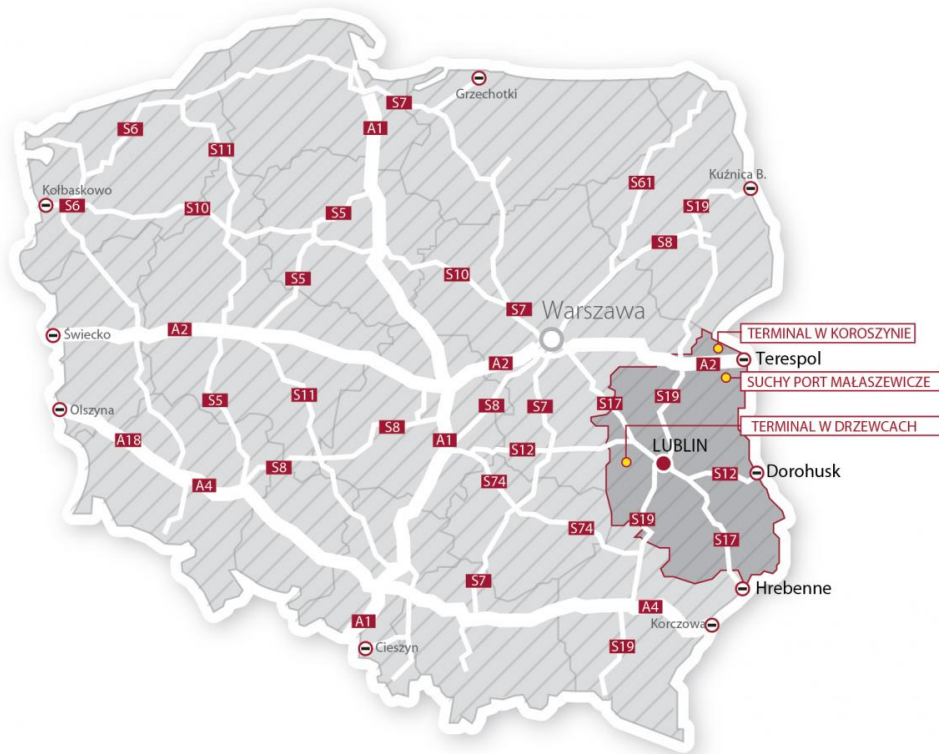 Grzechotki
S7
A1
S6
S11
Kuźnica B.
S61
Kołbaskowo
S6
S10
S5
S19
S8
S5
S10
S7
Warszawa
Świecko
A2
TERMINAL W KOROSZYNIE
Terespol
A2
A2
SUCHY PORT MAŁASZEWICZE
S11
S5
S8
S7
S17
S19
Olszyna
A18
S8
A1
S12
TERMINAL W DRZEWCACH
LUBLIN
S12
Dorohusk
S8
A4
S74
S19
S74
S17
S7
Hrebenne
A4
A1
Korczowa
Cieszyn
S19